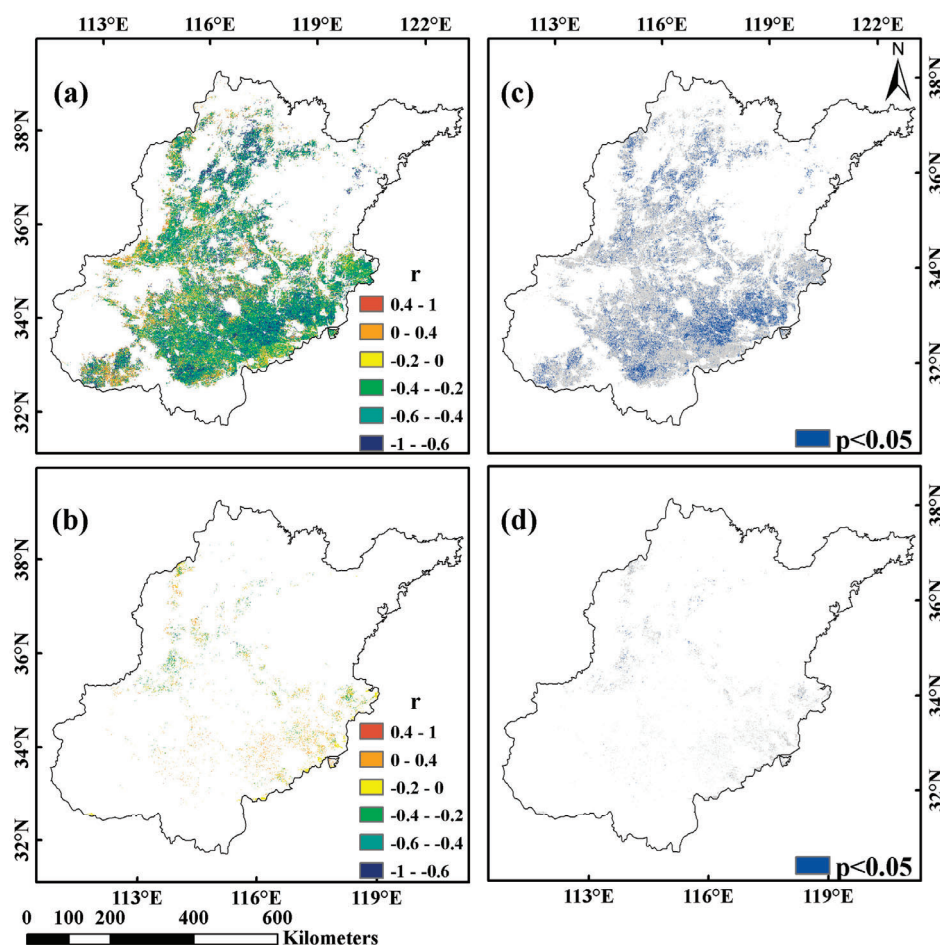 113°E 116°E 119°E 122°E
113°E 116°E 119°E 122°E
(a)
38°N
36°N
34°N
32°N
r
0.4 - 1
0 - 0.4
-0.2 - 0
-0.4 - -0.2
-0.6 - -0.4
-1 - -0.6
(c)
N
38°N
36°N
34°N
32°N
p<0.05
(b)
38°N
36°N
34°N
32°N
r
0.4 - 1
0 - 0.4
-0.2 - 0
-0.4 - -0.2
-0.6 - -0.4
-1 - -0.6
(d)
38°N
36°N
34°N
32°N
p<0.05
113°E 116°E 119°E
113°E 116°E 119°E
0 100 200 400 600
Kilometers